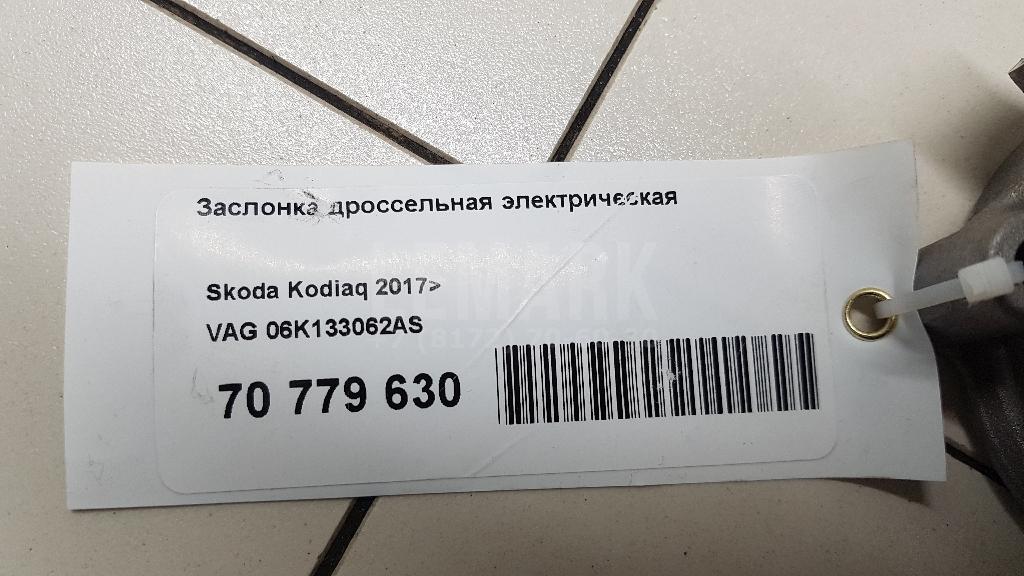 Заслонка дроссельная электрическая
Skoda Kodiaq 2017>
VAG 06K133062AS
70 779 630